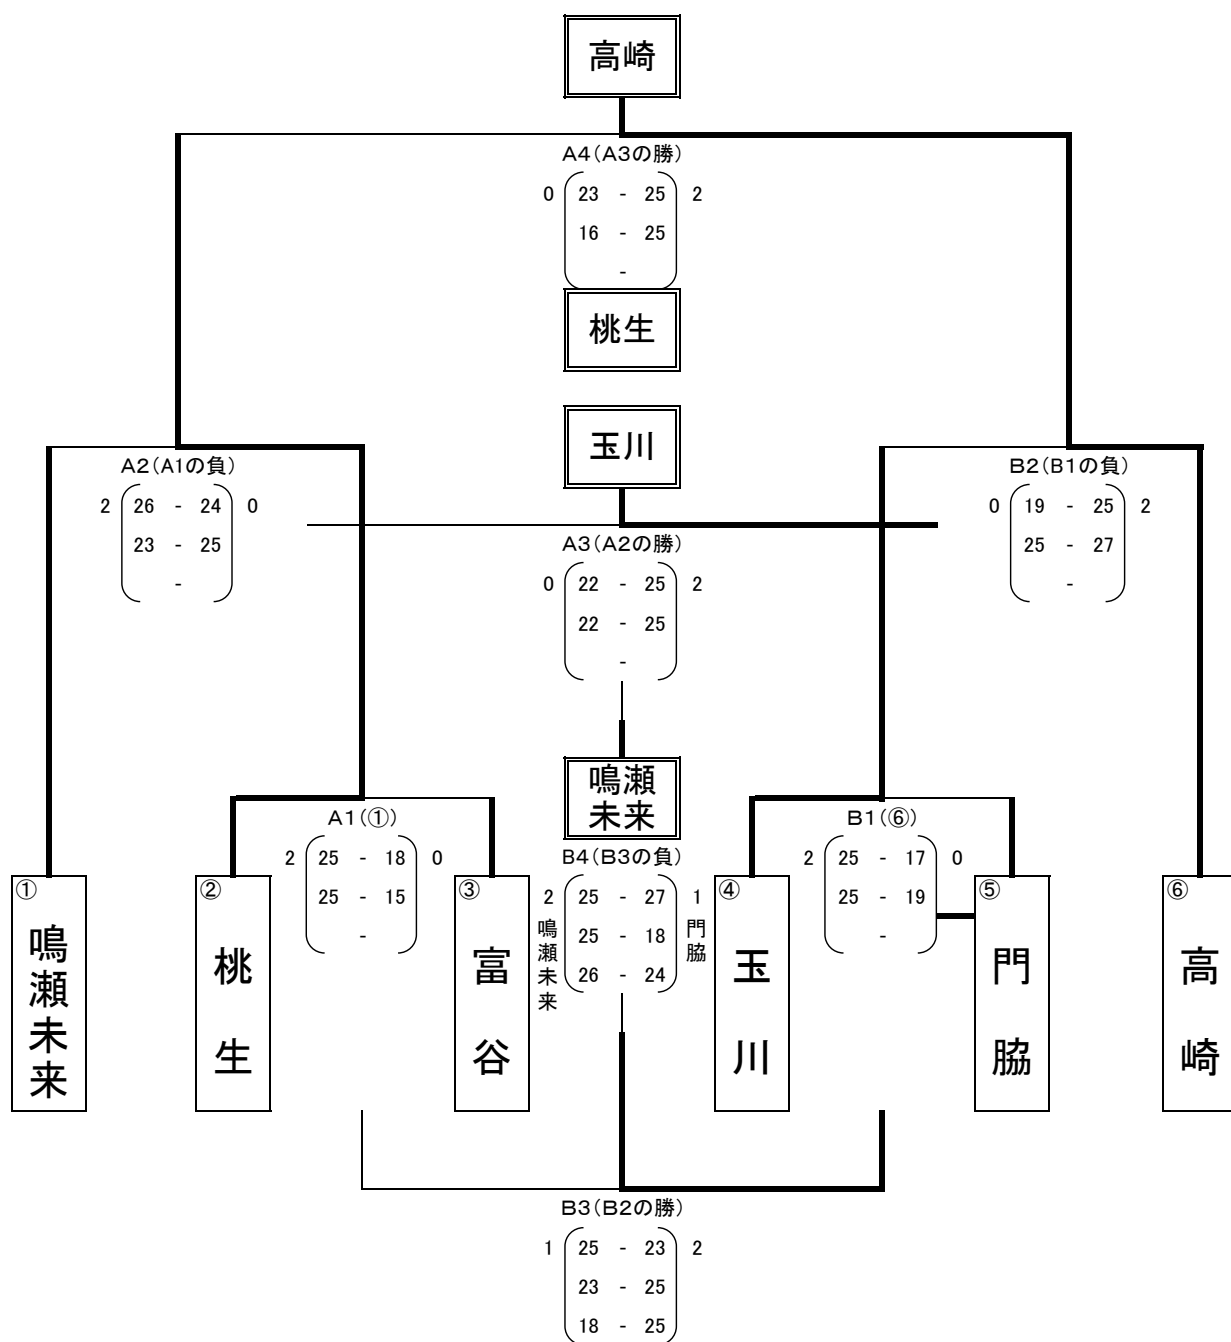 高崎
A4(A3の勝)
0 23 - 25 2
16 - 25
-
桃生
玉川
A2(A1の負)
2 26 - 24 0
23 - 25
-
B2(B1の負)
0 19 - 25 2
25 - 27
-
A3(A2の勝)
0 22 - 25 2
22 - 25
-
鳴瀬
未来
A1(①)
2 25 - 18 0
25 - 15
-
B4(B3の負)
2 25 - 27 1
25 - 18
26 - 24
鳴瀬未来
門脇
B1(⑥)
2 25 - 17 0
25 - 19
-
①
鳴瀬未来
②
桃生
③
富谷
④
玉川
⑤
門脇
⑥
高崎
B3(B2の勝)
1 25 - 23 2
23 - 25
18 - 25